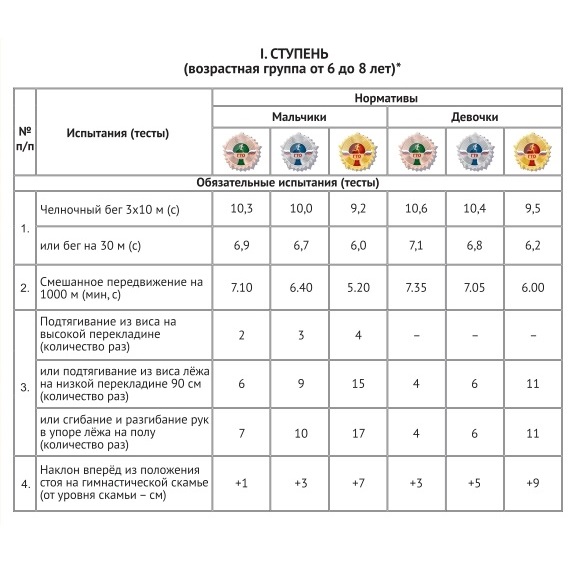 I. СТУПЕНЬ
(возрастная группа от 6 до 8 лет)*
№ п/п
Испытания (тесты)
Нормативы
Мальчики
Девочки
ГТО ГТО ГТО ГТО ГТО ГТО
Обязательные испытания (тесты)
1.
Челночный бег 3х10 м (с) 10,3 10,0 9,2 10,6 10,4 9,5
или бег на 30 м (с) 6,9 6,7 6,0 7,1 6,8 6,2
2.
Смешанное передвижение на
1000 м (мин, с) 7.10 6.40 5.20 7.35 7.05 6.00
3.
Подтягивание из виса на
высокой перекладине
(количество раз) 2 3 4 – – –
или подтягивание из виса лёжа
на низкой перекладине 90 см
(количество раз) 6 9 15 4 6 11
или сгибание и разгибание рук
в упоре лёжа на полу
(количество раз) 7 10 17 4 6 11
4.
Наклон вперёд из положения
стоя на гимнастической скамье
(от уровня скамьи – см) +1 +3 +7 +3 +5 +9